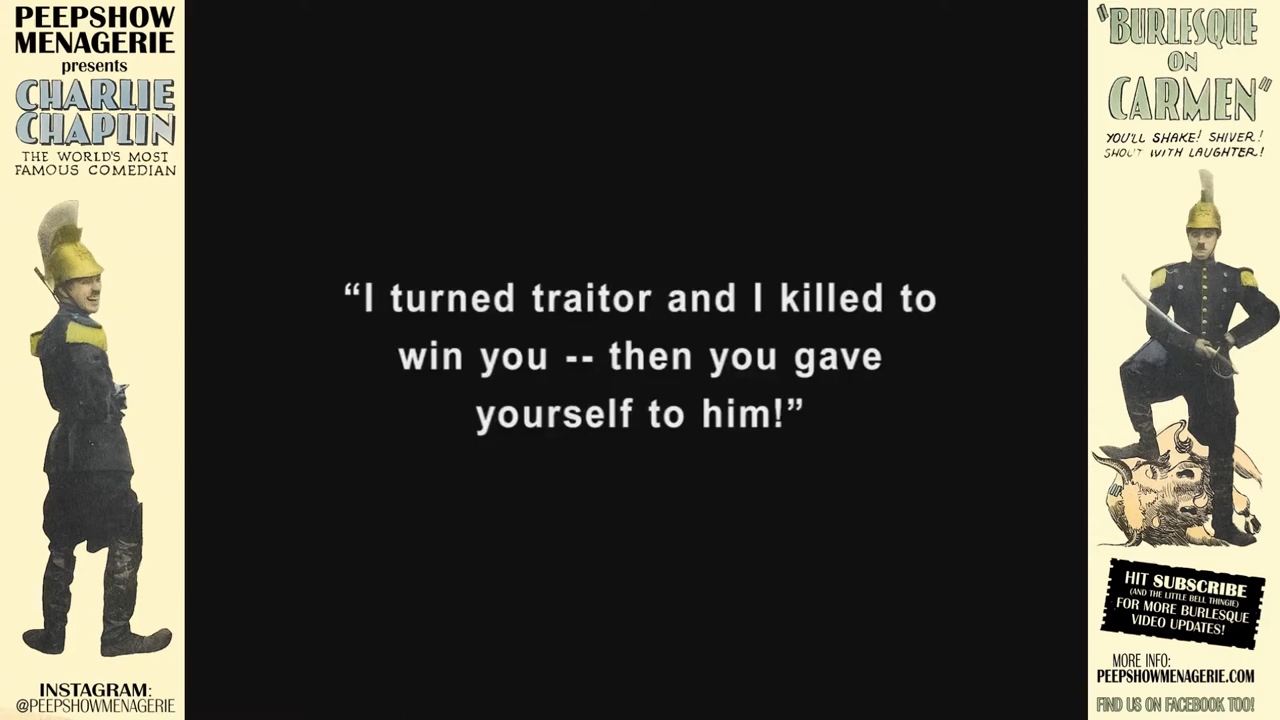 PEEPSHOW
MENAGERIE
presents
CHARLIE
CHAPLIN
THE WORLD'S MOST
FAMOUS COMEDIAN
INSTAGRAM:
@PEEPSHOWMENAGERIE
“I turned traitor and I killed to
win you -- then you gave
yourself to him!”
"BURLESQUE
ON
CARMEN"
YOU'LL SHAKE! SHIVER!
SHOUT WITH LAUGHTER!
HIT SUBSCRIBE
(AND THE LITTLE BELL THINGIE)
FOR MORE BURLESQUE
VIDEO UPDATES!
MORE INFO:
PEEPSHOWMENAGERIE.COM
FIND US ON FACEBOOK TOO!